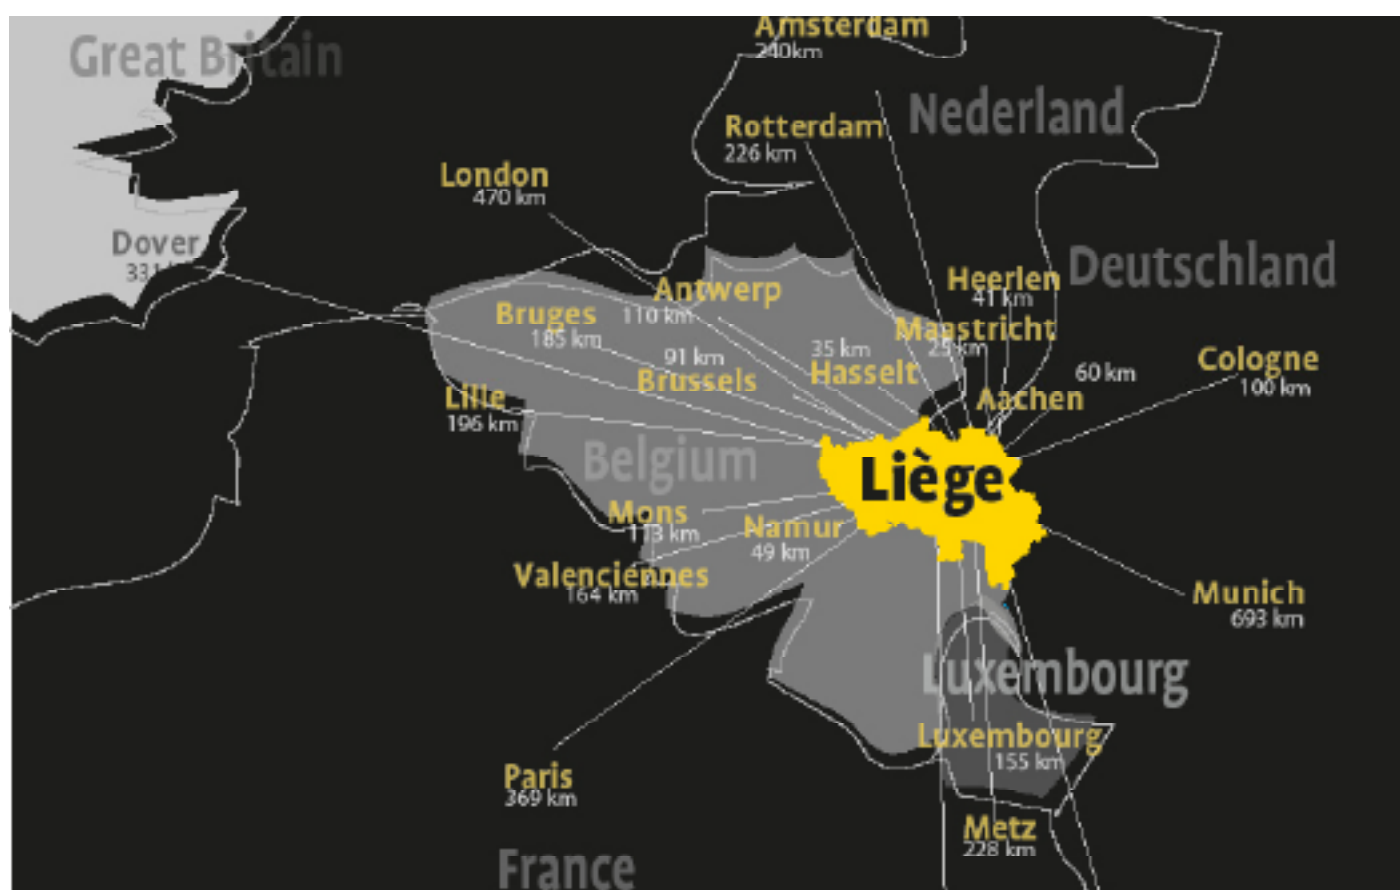 Great Britain
Amsterdam
240km
Nederland
Rotterdam
226 km
London
470 km
Dover
Deutschland
Heerlen
41 km
Antwerp
110 km
Bruges
185 km
Maastricht
25 km
35 km
Hasselt
91 km
Brussels
Cologne
100 km
60 km
Aachen
Lille
196 km
Belgium
Liège
Mons
113 km
Namur
49 km
Valenciennes
164 km
Munich
693 km
Luxembourg
Luxembourg
155 km
Paris
369 km
Metz
228 km
France